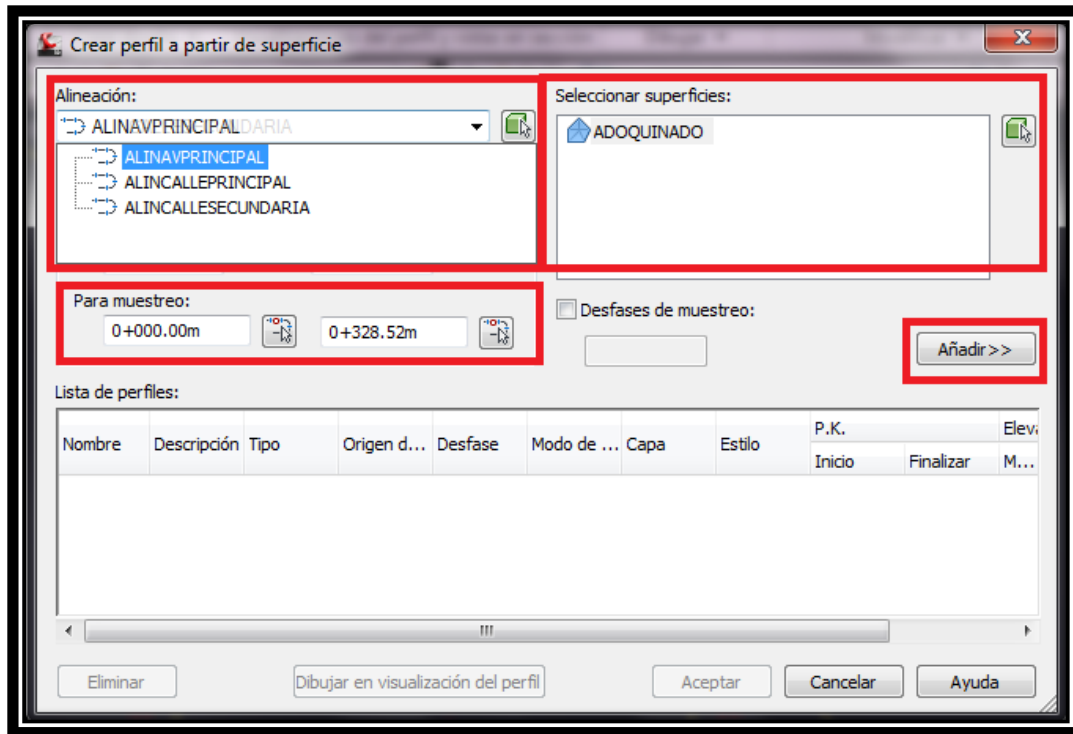 Crear perfil a partir de superficie
Alineación:
ALINAVPRINCIPAL
ALINAVPRINCIPAL
ALINCALLEPRINCIPAL
ALINCALLESECUNDARIA
Seleccionar superficies:
ADOQUINADO
Para muestreo:
0+000.00m 0+328.52m
Desfases de muestreo:
Añadir>>
Lista de perfiles:
Nombre Descripción Tipo Origen d... Desfase Modo de ... Capa Estilo P.K. Eleva
Inicio Finalizar M...
Eliminar Dibujar en visualización del perfil Aceptar Cancelar Ayuda